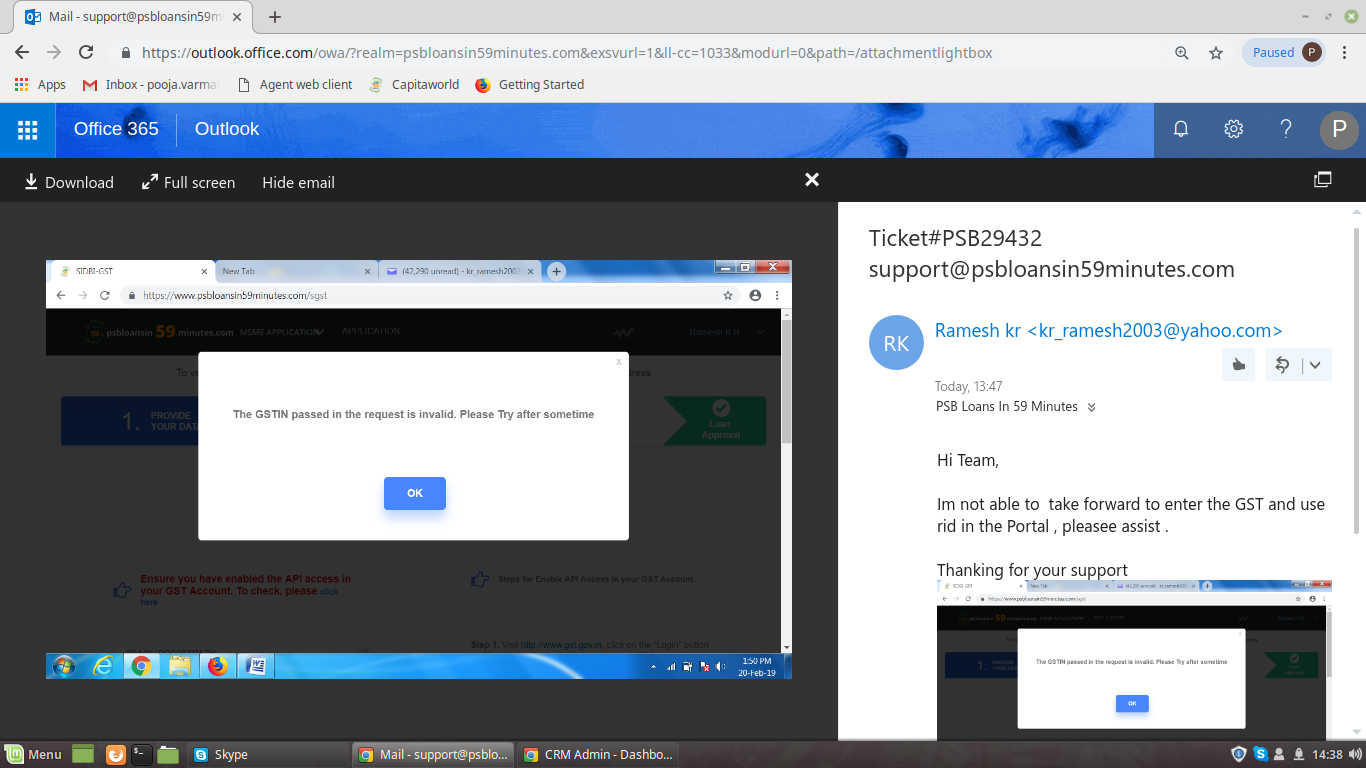 Mail - support@psbloansin59m
https://outlook.office.com/owa/?realm=psbloansin59minutes.com&exsvurl=1&ll-cc=1033&modurl=0&path=/attachmentlightbox
Paused
P
Apps
Inbox - pooja.varma
Agent web client
Capitaworld
Getting Started
Office 365
Outlook
P
Download
Full screen
Hide email
SIDBI-GST
New Tab
(42,290 unread) - kr_ramesh2003
https://www.psbloansin59minutes.com/sgst
psbloansin 59 minutes.com
MSME APPLICATION
APPLICATION
Ramesh K R
x
The GSTIN passed in the request is invalid. Please Try after sometime
1.
PROVIDE
YOUR DATA
Loan
Approval
OK
Ensure you have enabled the API access in
your GST Account. To check, please click
here
Steps for Enable API Access in your GST Account.
Step 1. Visit http://www.gst.gov.in, click on the "Login" button
1:50 PM
20-Feb-19
Ticket#PSB29432
support@psbloansin59minutes.com
RK
Ramesh kr <kr_ramesh2003@yahoo.com>
Today, 13:47
PSB Loans In 59 Minutes
Hi Team,
Im not able to  take forward to enter the GST and use
rid in the Portal , pleasee assist .
Thanking for your support
SIDBI-GST
New Tab
https://www.psbloansin59minutes.com/sgst
The GSTIN passed in the request is invalid. Please Try after sometime
OK
Menu
Skype
Mail - support@psblo...
CRM Admin - Dashbo...
14:38